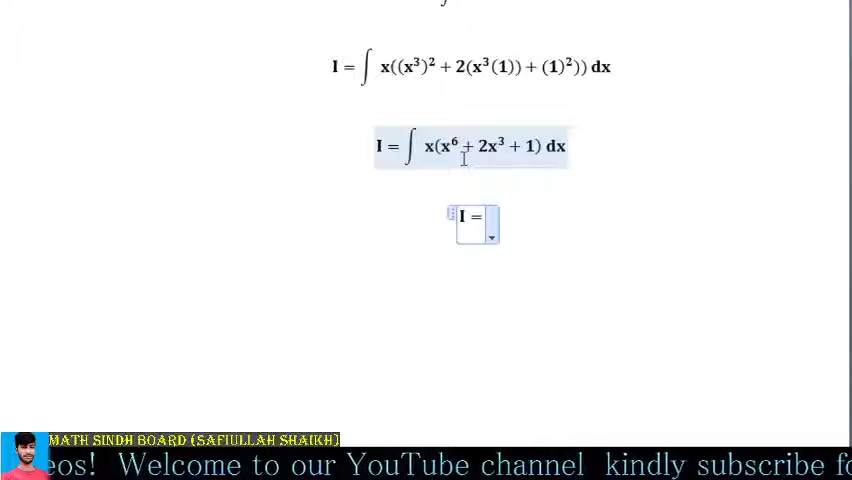 I = ∫ x((x³)² + 2(x³(1)) + (1)²)) dx
I = ∫ x(x⁶ + 2x³ + 1) dx
I =
MATH SINDH BOARD (SAFIULLAH SHAIKH)
eos! Welcome to our YouTube channel kindly subscribe fo